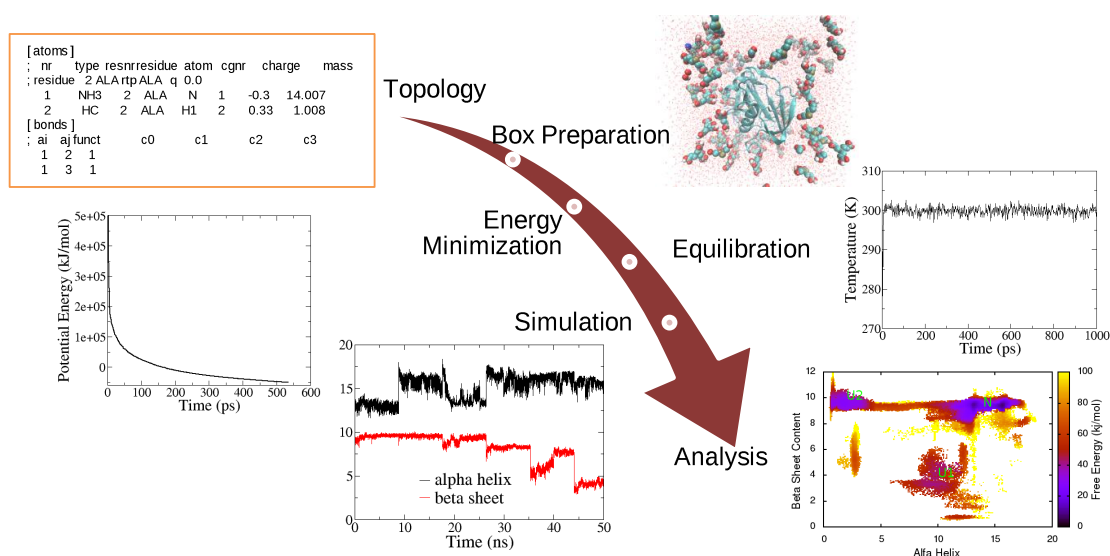 [ atoms ]
; nr type resnr residue atom cgnr charge mass
; residue 2 ALA rtp ALA q 0.0
1 NH3 2 ALA N 1 -0.3 14.007
2 HC 2 ALA H1 2 0.33 1.008
[ bonds ]
; ai aj funct c0 c1 c2 c3
1 2 1
1 3 1
Topology
Box Preparation
Energy
Minimization
Equilibration
Simulation
Analysis
Potential Energy (kJ/mol)
5e+05
4e+05
3e+05
2e+05
1e+05
0
0 100 200 300 400 500 600
Time (ps)
Temperature (K)
310
300
290
280
270
0 200 400 600 800 1000
Time (ps)
20
15
10
5
0
alpha helix
beta sheet
0 10 20 30 40 50
Time (ns)
Beta Sheet Content
12
10
8
6
4
2
0
U2
N
U1
0 5 10 15 20
Alfa Helix
100
80
60
40
20
0
Free Energy (kj/mol)